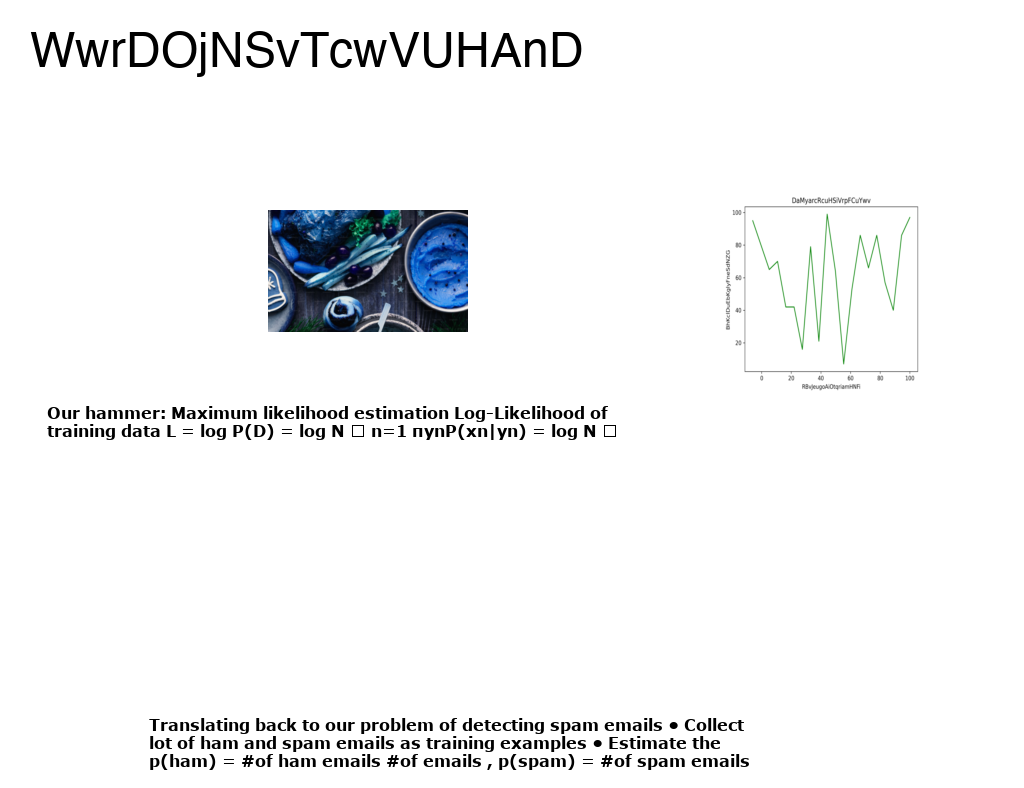 WwrDOjNSvTcwVUHAnD
DaMyarcRcuHSiVrpFCuYwv
100
80
60
40
20
0 20 40 60 80 100
RBvJeugoAiOtqriamHNFi
Our hammer: Maximum likelihood estimation Log-Likelihood of
training data L = log P(D) = log N □ n=1 πynP(xn|yn) = log N □
Translating back to our problem of detecting spam emails • Collect
lot of ham and spam emails as training examples • Estimate the
p(ham) = #of ham emails #of emails , p(spam) = #of spam emails